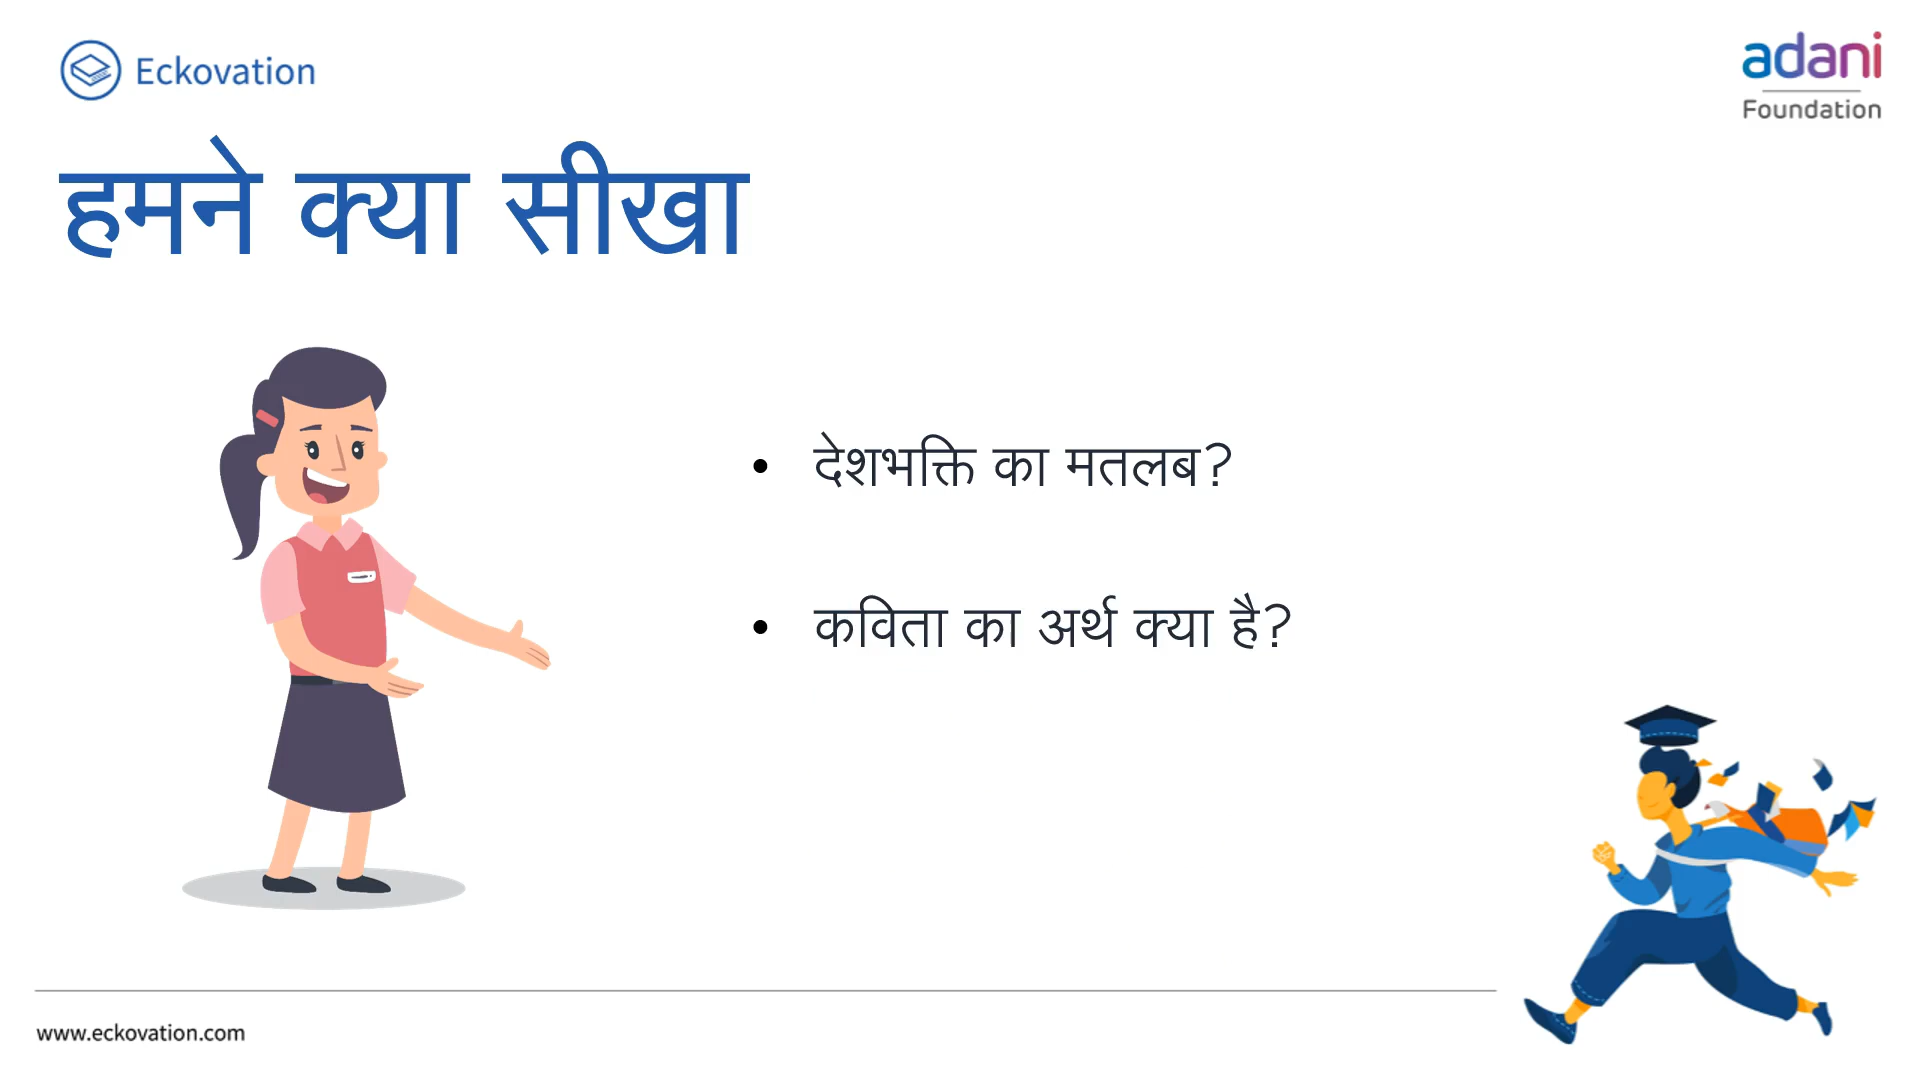 Eckovation
adani
Foundation
हमने क्या सीखा
• देशभक्ति का मतलब?
• कविता का अर्थ क्या है?
www.eckovation.com